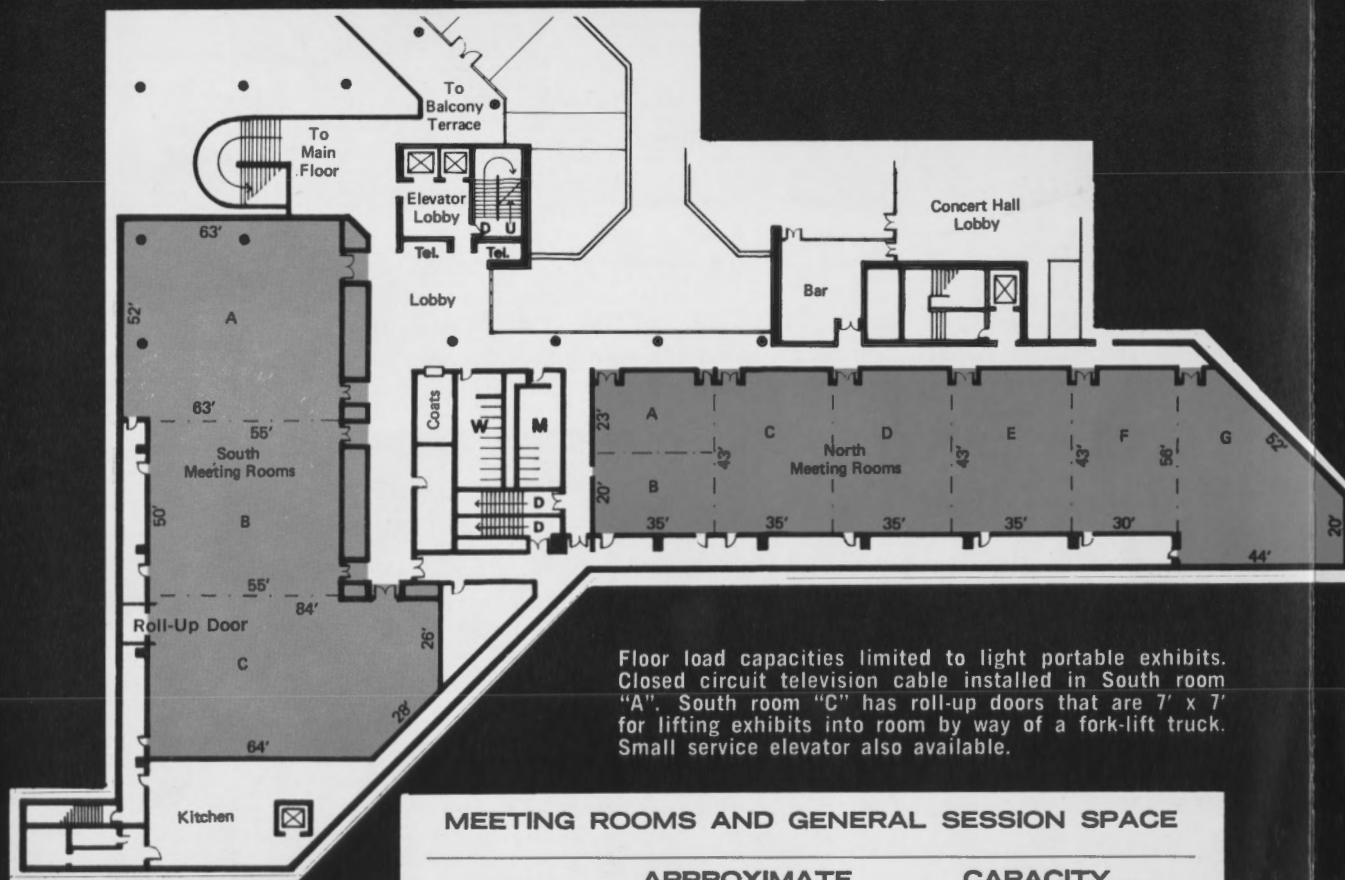 To
Balcony
Terrace
To
Main
Floor
Elevator
Lobby
D U
Tel.
Tel.
Lobby
Concert Hall
Lobby
Bar
63'
52'
A
63'
55'
South
Meeting Rooms
50'
B
55'
84'
Roll-Up Door
C
26'
28'
64'
Kitchen
Coats
W
M
D
D
23'
A
20'
B
35'
43'
C
35'
North
Meeting Rooms
D
35'
43'
E
35'
43'
F
30'
56'
G
52'
20'
44'
Floor load capacities limited to light portable exhibits.
Closed circuit television cable installed in South room
"A". South room "C" has roll-up doors that are 7' x 7'
for lifting exhibits into room by way of a fork-lift truck.
Small service elevator also available.
MEETING ROOMS AND GENERAL SESSION SPACE
APPROXIMATE CAPACITY